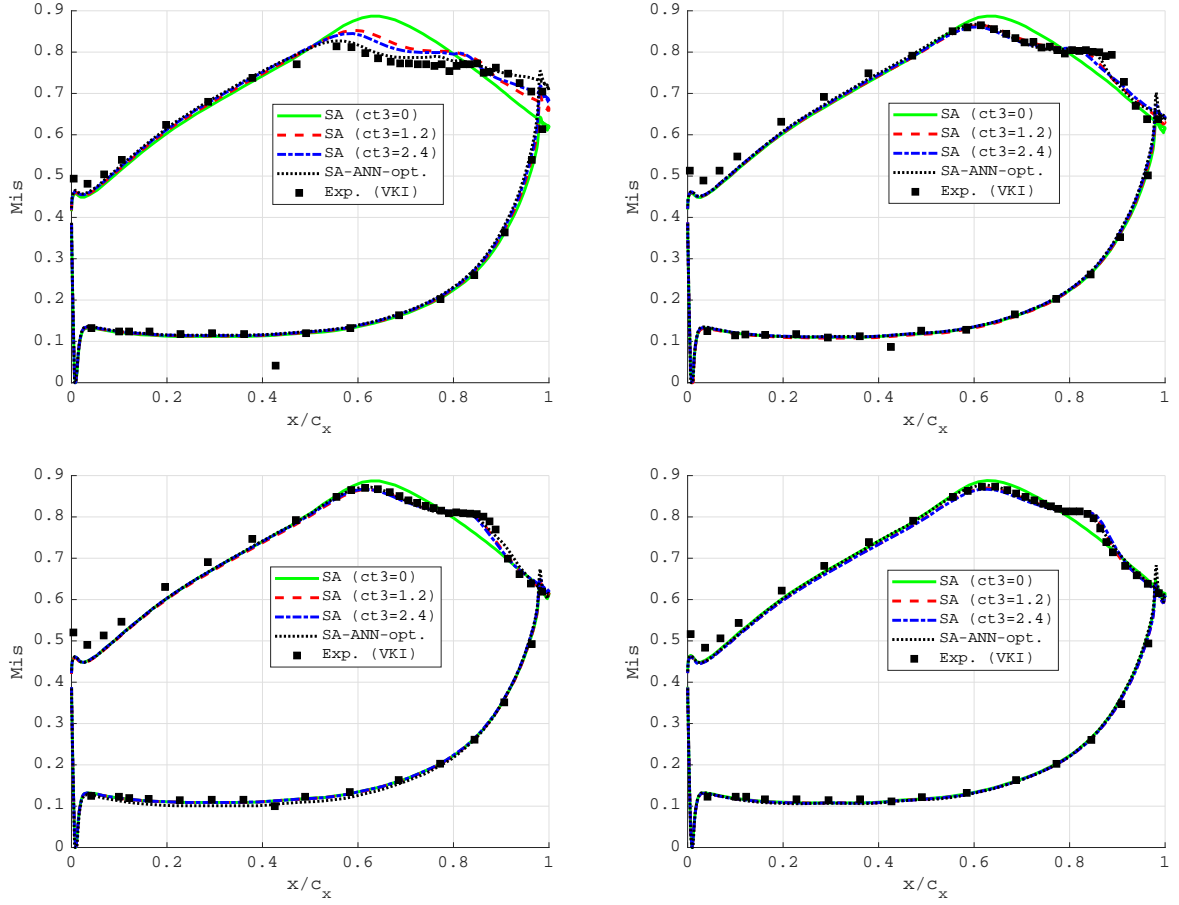 0.9
0.8
0.7
0.6
0.5
0.4
0.3
0.2
0.1
0
Mis
SA (ct3=0)
SA (ct3=1.2)
SA (ct3=2.4)
SA-ANN-opt.
Exp. (VKI)
0 0.2 0.4 0.6 0.8 1
x/c_x
0.9
0.8
0.7
0.6
0.5
0.4
0.3
0.2
0.1
0
Mis
SA (ct3=0)
SA (ct3=1.2)
SA (ct3=2.4)
SA-ANN-opt.
Exp. (VKI)
0 0.2 0.4 0.6 0.8 1
x/c_x
0.9
0.8
0.7
0.6
0.5
0.4
0.3
0.2
0.1
0
Mis
SA (ct3=0)
SA (ct3=1.2)
SA (ct3=2.4)
SA-ANN-opt.
Exp. (VKI)
0 0.2 0.4 0.6 0.8 1
x/c_x
0.9
0.8
0.7
0.6
0.5
0.4
0.3
0.2
0.1
0
Mis
SA (ct3=0)
SA (ct3=1.2)
SA (ct3=2.4)
SA-ANN-opt.
Exp. (VKI)
0 0.2 0.4 0.6 0.8 1
x/c_x